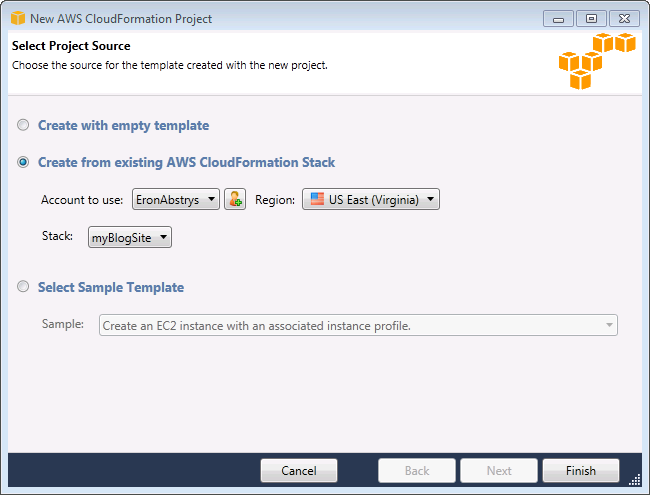 New AWS CloudFormation Project
Select Project Source
Choose the source for the template created with the new project.
Create with empty template
Create from existing AWS CloudFormation Stack
Account to use: EronAbstrys Region: US East (Virginia)
Stack: myBlogSite
Select Sample Template
Sample: Create an EC2 instance with an associated instance profile.
Cancel Back Next Finish